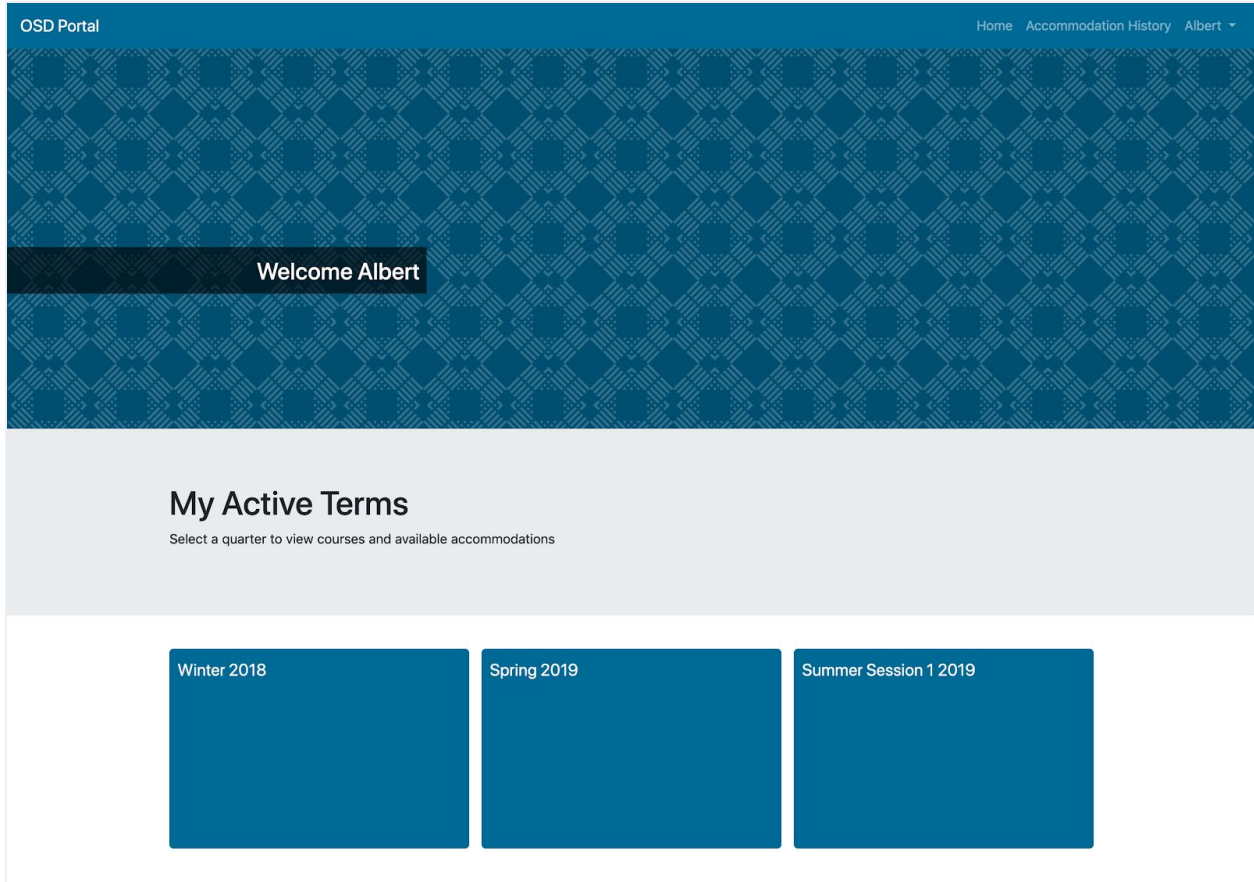 OSD Portal
Home Accommodation History Albert
Welcome Albert
My Active Terms
Select a quarter to view courses and available accommodations
Winter 2018
Spring 2019
Summer Session 1 2019